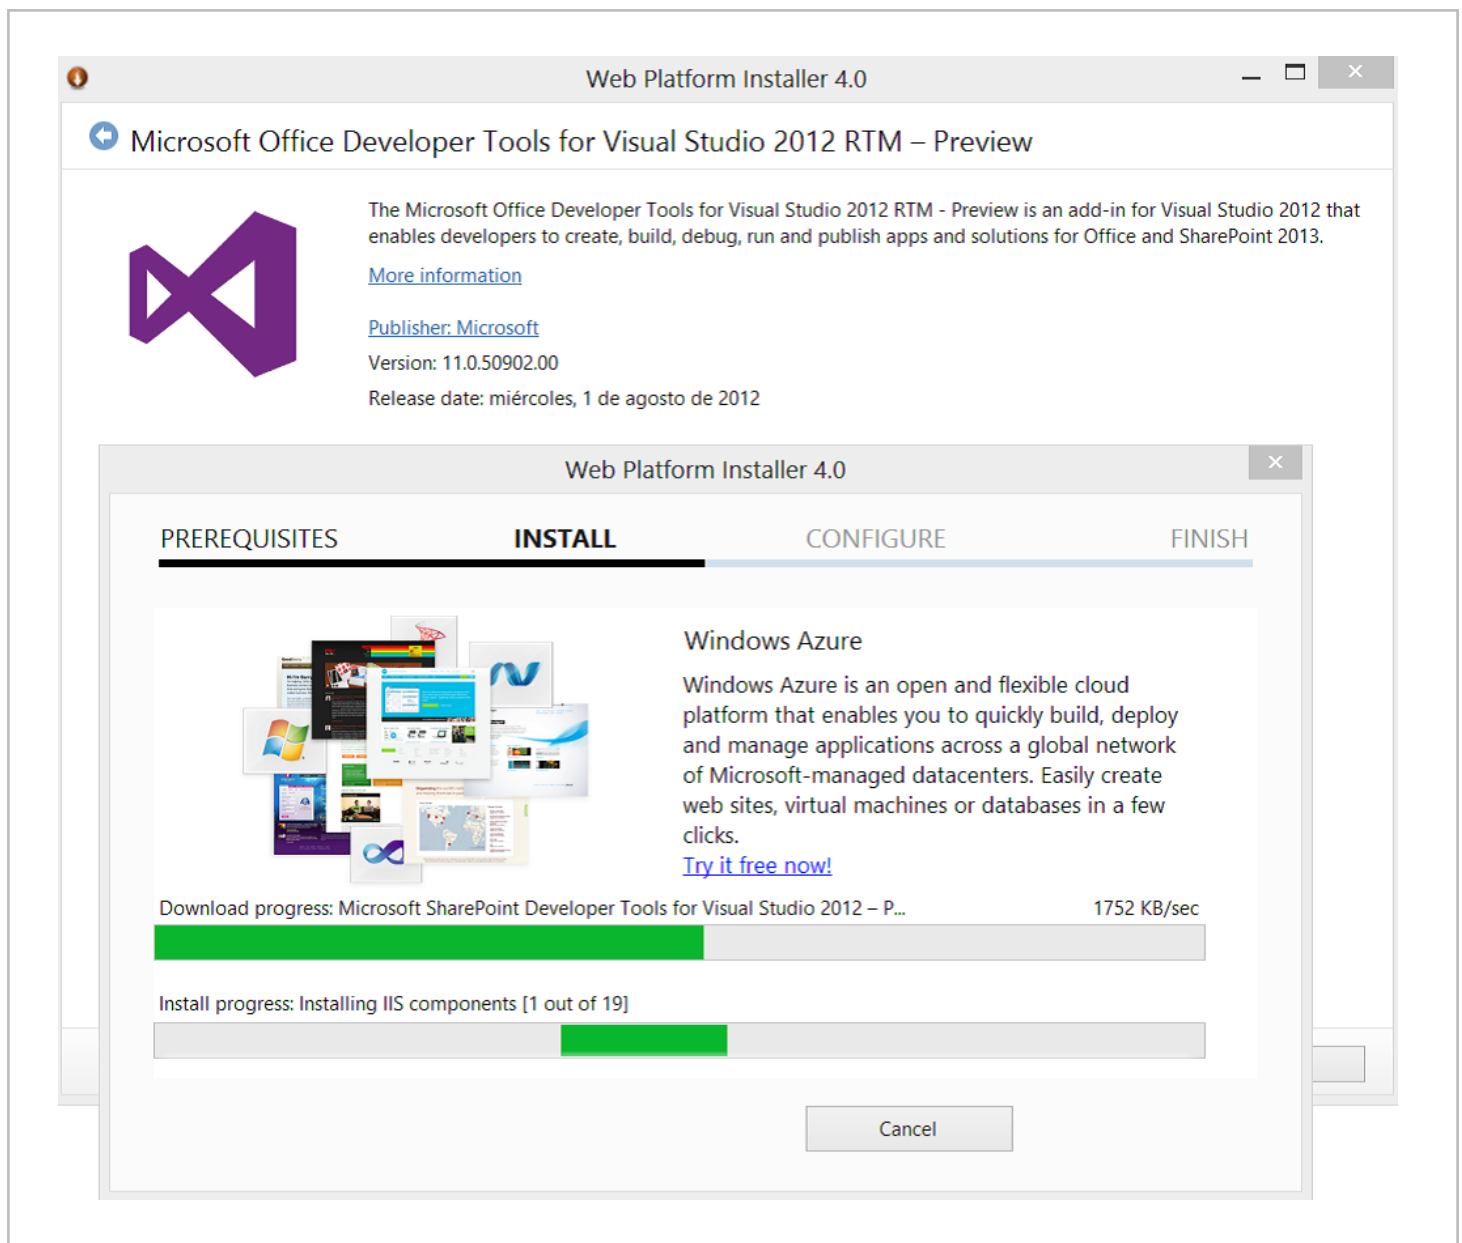 Web Platform Installer 4.0
Microsoft Office Developer Tools for Visual Studio 2012 RTM – Preview
The Microsoft Office Developer Tools for Visual Studio 2012 RTM - Preview is an add-in for Visual Studio 2012 that
enables developers to create, build, debug, run and publish apps and solutions for Office and SharePoint 2013.
More information
Publisher: Microsoft
Version: 11.0.50902.00
Release date: miércoles, 1 de agosto de 2012
Web Platform Installer 4.0
PREREQUISITES INSTALL CONFIGURE FINISH
Windows Azure
Windows Azure is an open and flexible cloud
platform that enables you to quickly build, deploy
and manage applications across a global network
of Microsoft-managed datacenters. Easily create
web sites, virtual machines or databases in a few
clicks.
Try it free now!
Download progress: Microsoft SharePoint Developer Tools for Visual Studio 2012 – P... 1752 KB/sec
Install progress: Installing IIS components [1 out of 19]
Cancel